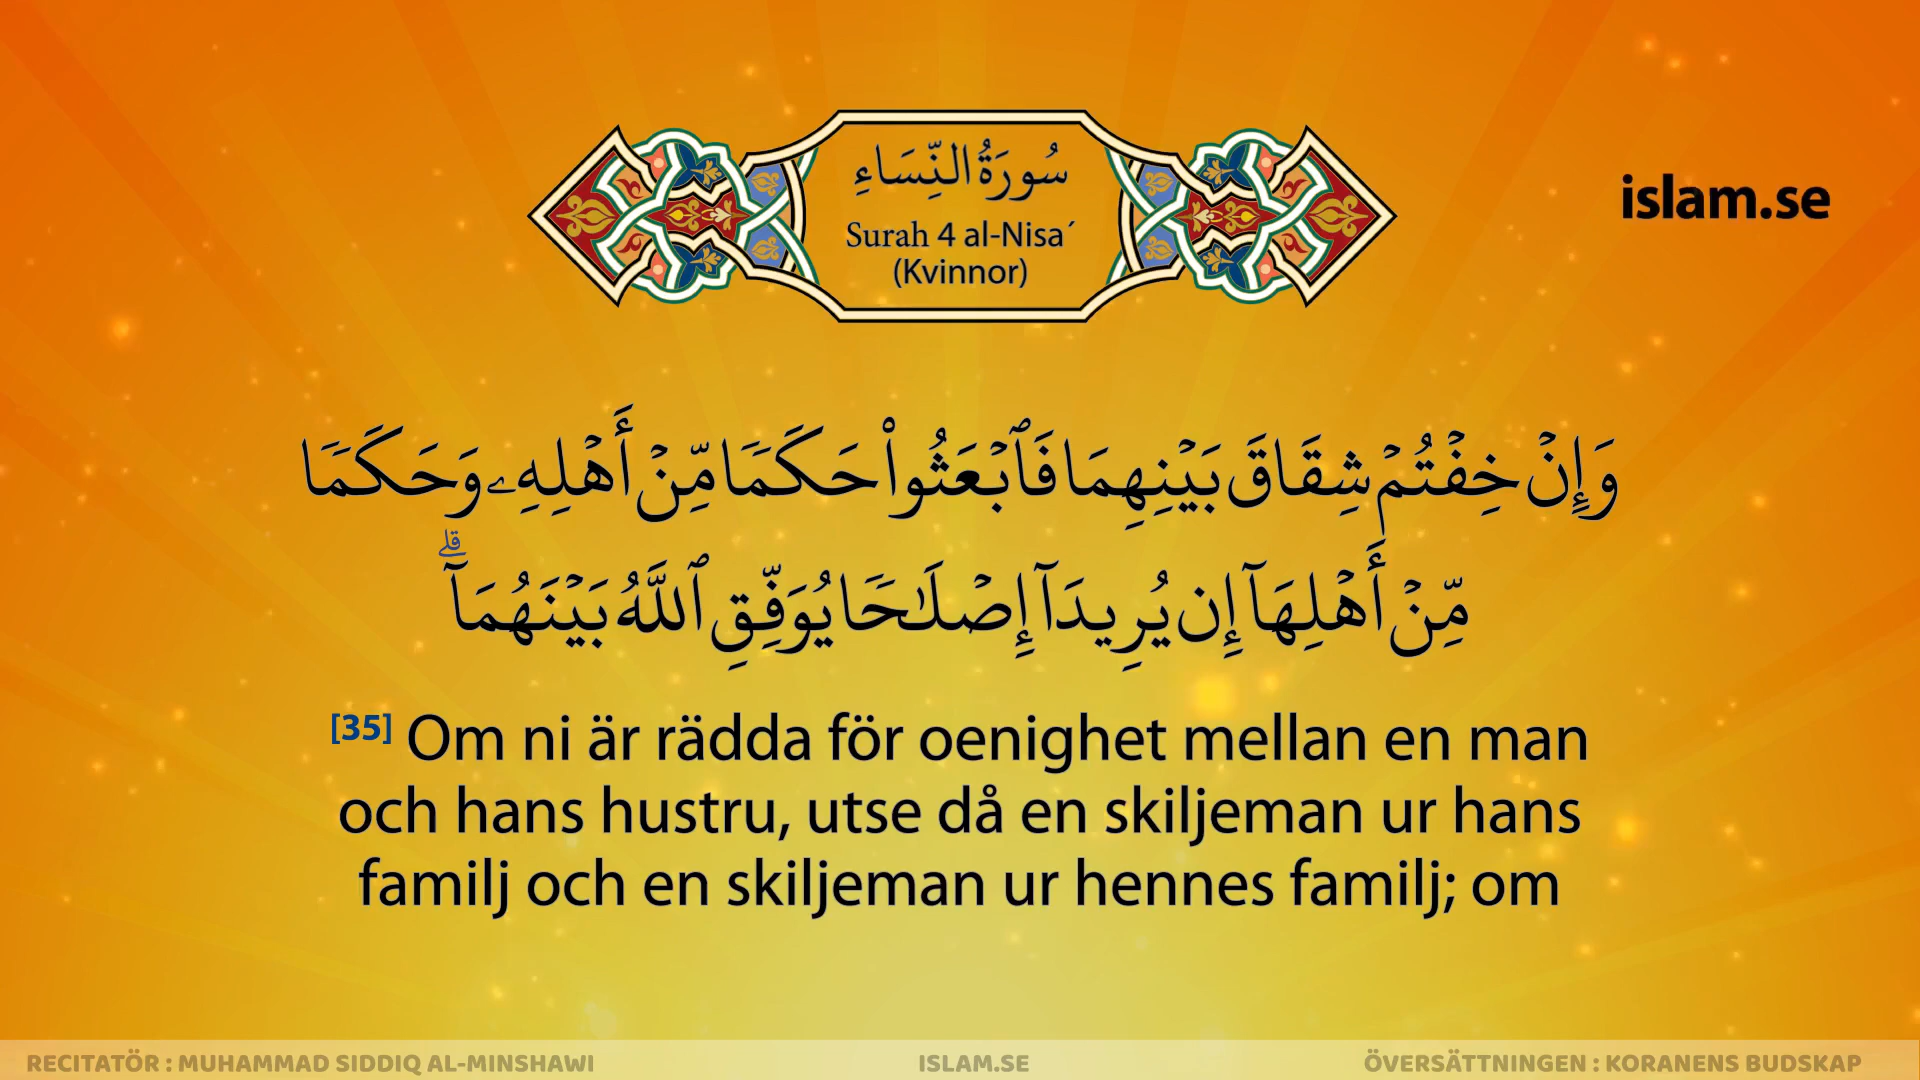 سُورَةُ النِّسَاءِ
Surah 4 al-Nisa´
(Kvinnor)
islam.se
وَإِنْ خِفْتُمْ شِقَاقَ بَيْنِهِمَا فَٱبْعَثُوا۟ حَكَمًا مِّنْ أَهْلِهِۦ وَحَكَمًا
مِّنْ أَهْلِهَآ إِن يُرِيدَآ إِصْلَـٰحًا يُوَفِّقِ ٱللَّهُ بَيْنَهُمَآ ۗ
[35] Om ni är rädda för oenighet mellan en man
och hans hustru, utse då en skiljeman ur hans
familj och en skiljeman ur hennes familj; om
RECITATÖR : MUHAMMAD SIDDIQ AL-MINSHAWI
ISLAM.SE
ÖVERSÄTTNINGEN : KORANENS BUDSKAP